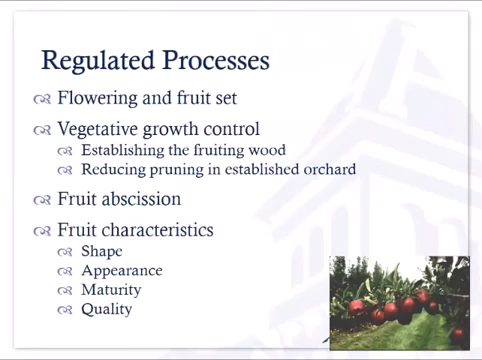 Regulated Processes
Flowering and fruit set
Vegetative growth control
Establishing the fruiting wood
Reducing pruning in established orchard
Fruit abscission
Fruit characteristics
Shape
Appearance
Maturity
Quality